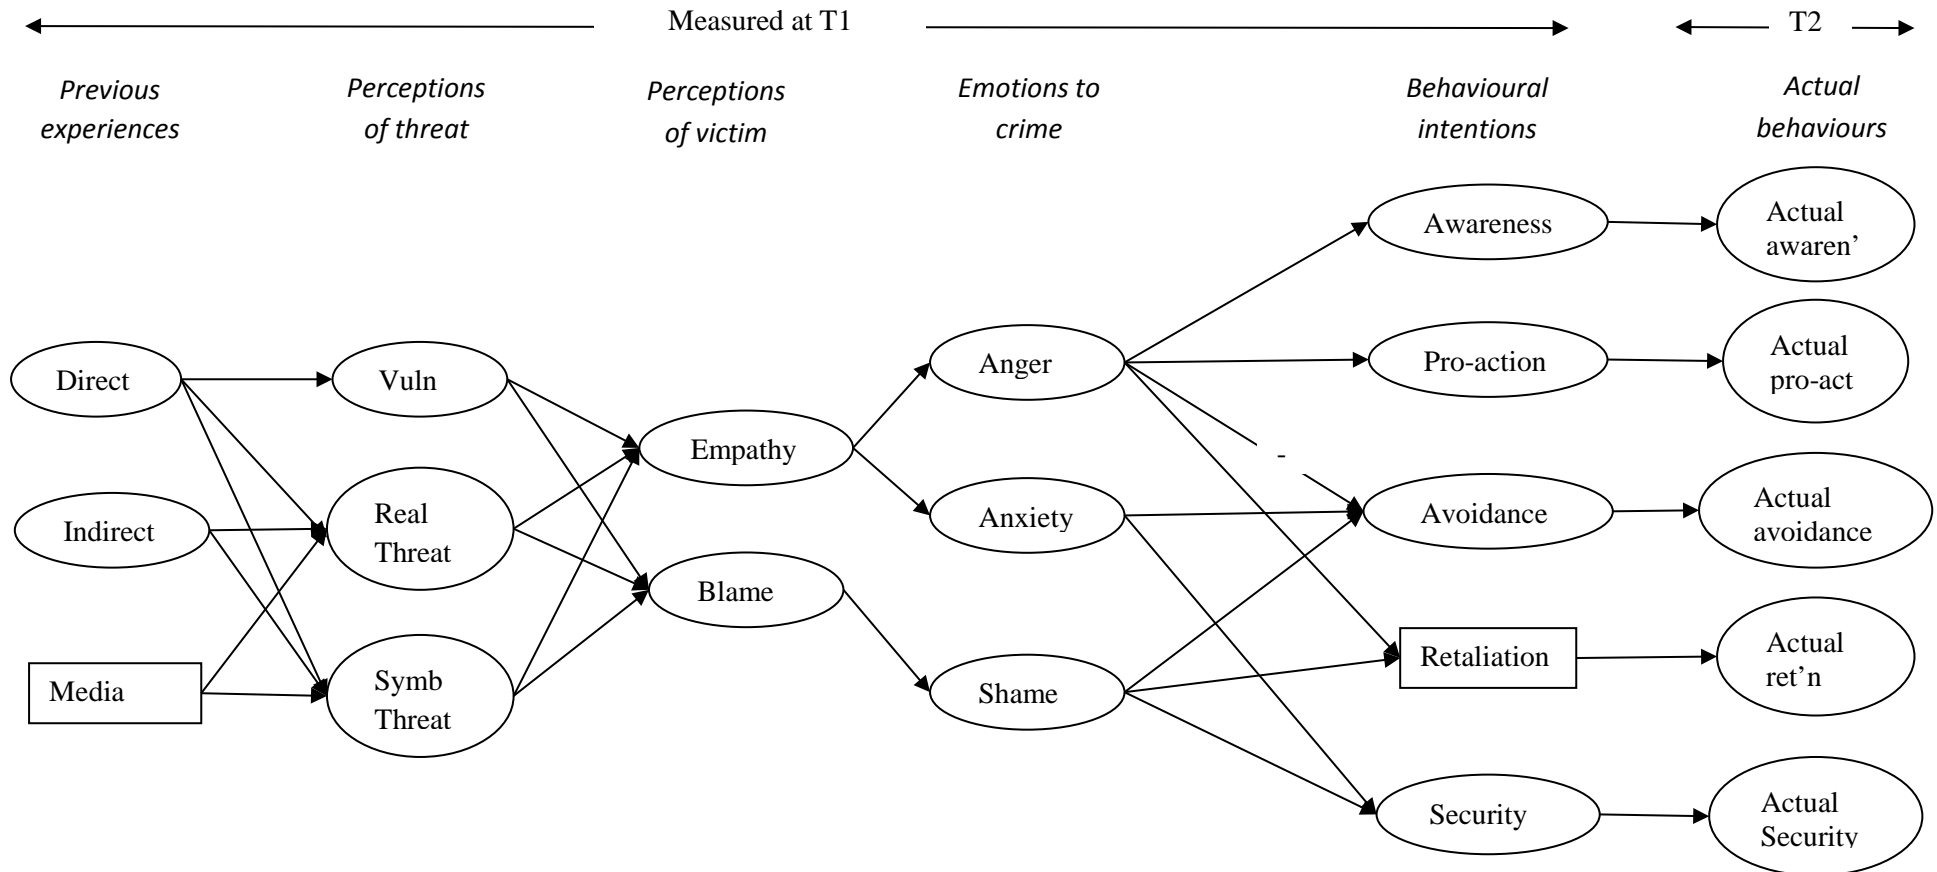 Measured at T1
T2
Previous
experiences
Perceptions
of threat
Perceptions
of victim
Emotions to
crime
Behavioural
intentions
Actual
behaviours
Direct
Indirect
Media
Vuln
Real
Threat
Symb
Threat
Empathy
Blame
Anger
Anxiety
Shame
-
Awareness
Pro-action
Avoidance
Retaliation
Security
Actual
awaren’
Actual
pro-act
Actual
avoidance
Actual
ret’n
Actual
Security